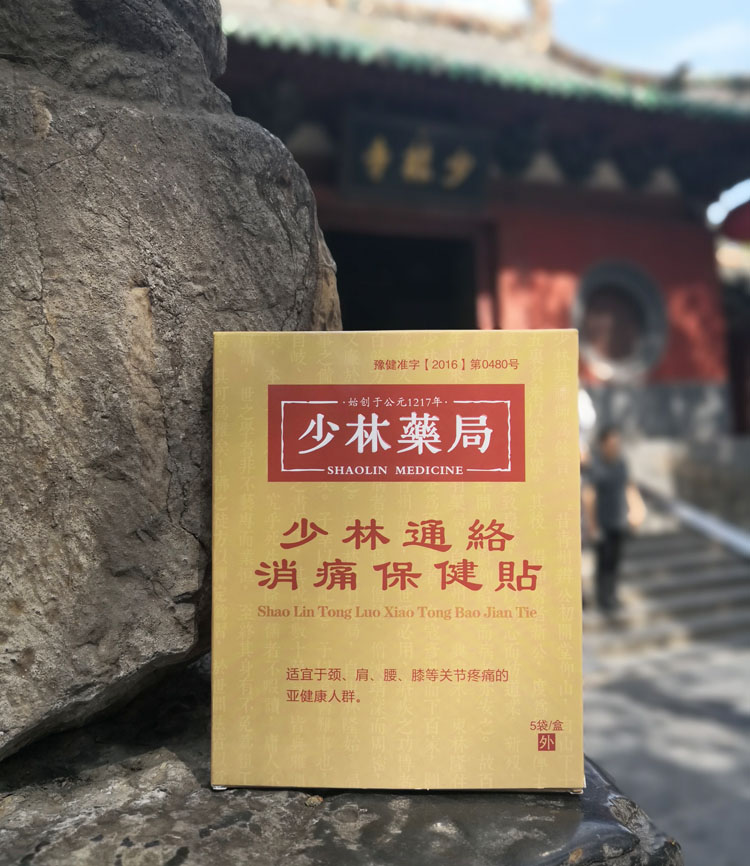 少林寺
豫健准字【2016】第0480号
·始创于公元1217年·
少林藥局
SHAOLIN MEDICINE
少林通絡
消痛保健貼
Shao Lin Tong Luo Xiao Tong Bao Jian Tie
适宜于颈、肩、腰、膝等关节疼痛的
亚健康人群。
5袋/盒
外